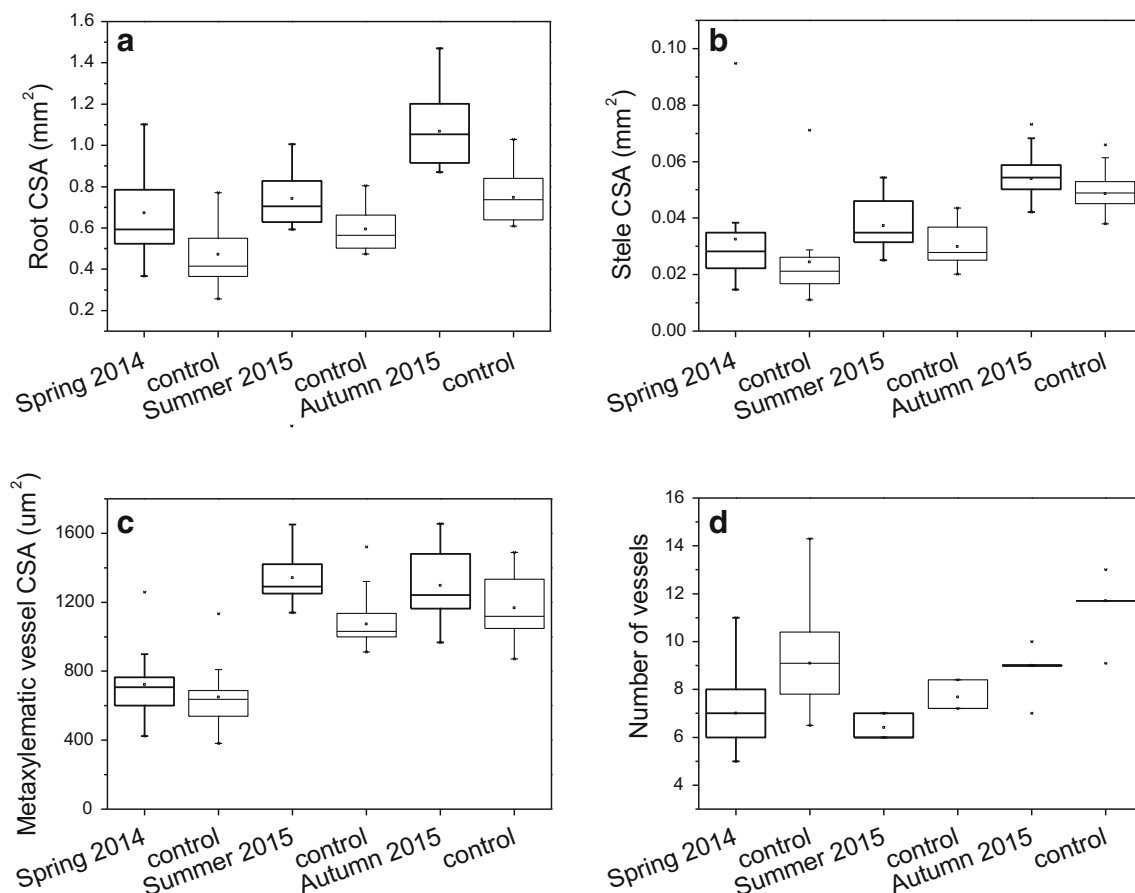 a
Root CSA (mm²)
1.6
1.4
1.2
1.0
0.8
0.6
0.4
0.2
Spring 2014
control
Summer 2015
control
Autumn 2015
control
b
Stele CSA (mm²)
0.10
0.08
0.06
0.04
0.02
0.00
Spring 2014
control
Summer 2015
control
Autumn 2015
control
c
Metaxylematic vessel CSA (um²)
1600
1200
800
400
0
Spring 2014
control
Summer 2015
control
Autumn 2015
control
d
Number of vessels
16
14
12
10
8
6
4
Spring 2014
control
Summer 2015
control
Autumn 2015
control